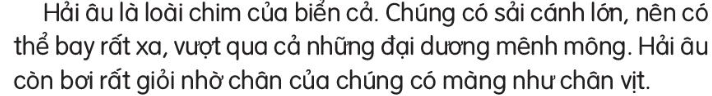 Hải âu là loài chim của biển cả. Chúng có sải cánh lớn, nên có
thể bay rất xa, vượt qua cả những đại dương mênh mông. Hải âu
còn bơi rất giỏi nhờ chân của chúng có màng như chân vịt.